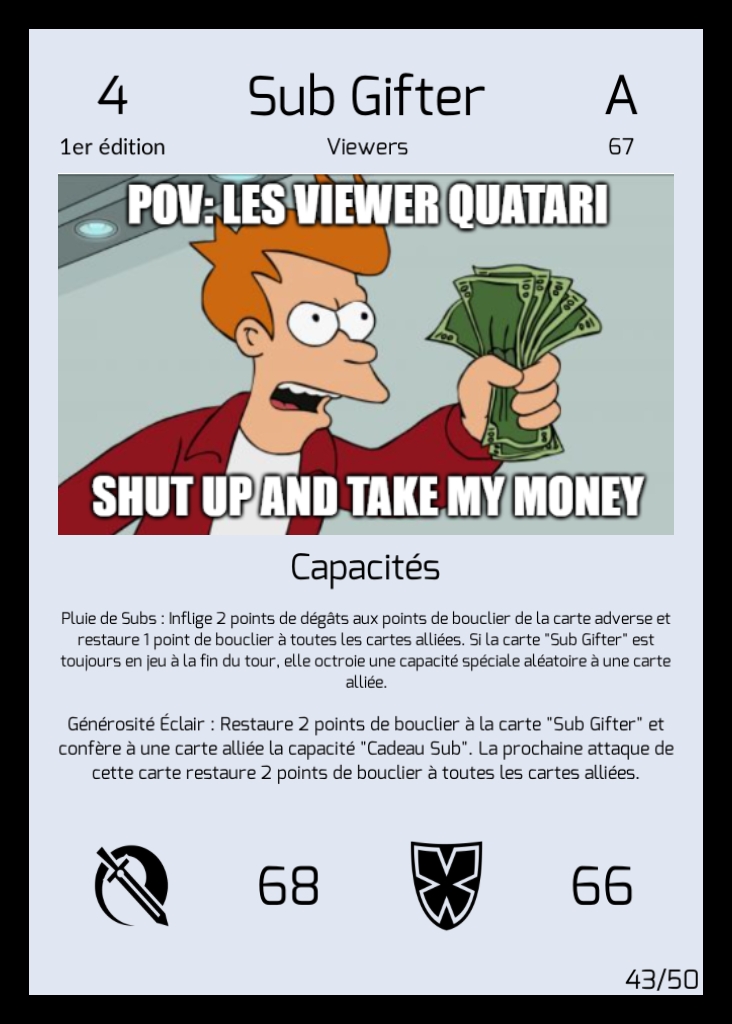 4 Sub Gifter A
1er édition Viewers 67
POV: LES VIEWER QUATARI
SHUT UP AND TAKE MY MONEY
Capacités
Pluie de Subs : Inflige 2 points de dégâts aux points de bouclier de la carte adverse et
restaure 1 point de bouclier à toutes les cartes alliées. Si la carte "Sub Gifter" est
toujours en jeu à la fin du tour, elle octroie une capacité spéciale aléatoire à une carte
alliée.
Générosité Éclair : Restaure 2 points de bouclier à la carte "Sub Gifter" et
confère à une carte alliée la capacité "Cadeau Sub". La prochaine attaque de
cette carte restaure 2 points de bouclier à toutes les cartes alliées.
68 66
43/50